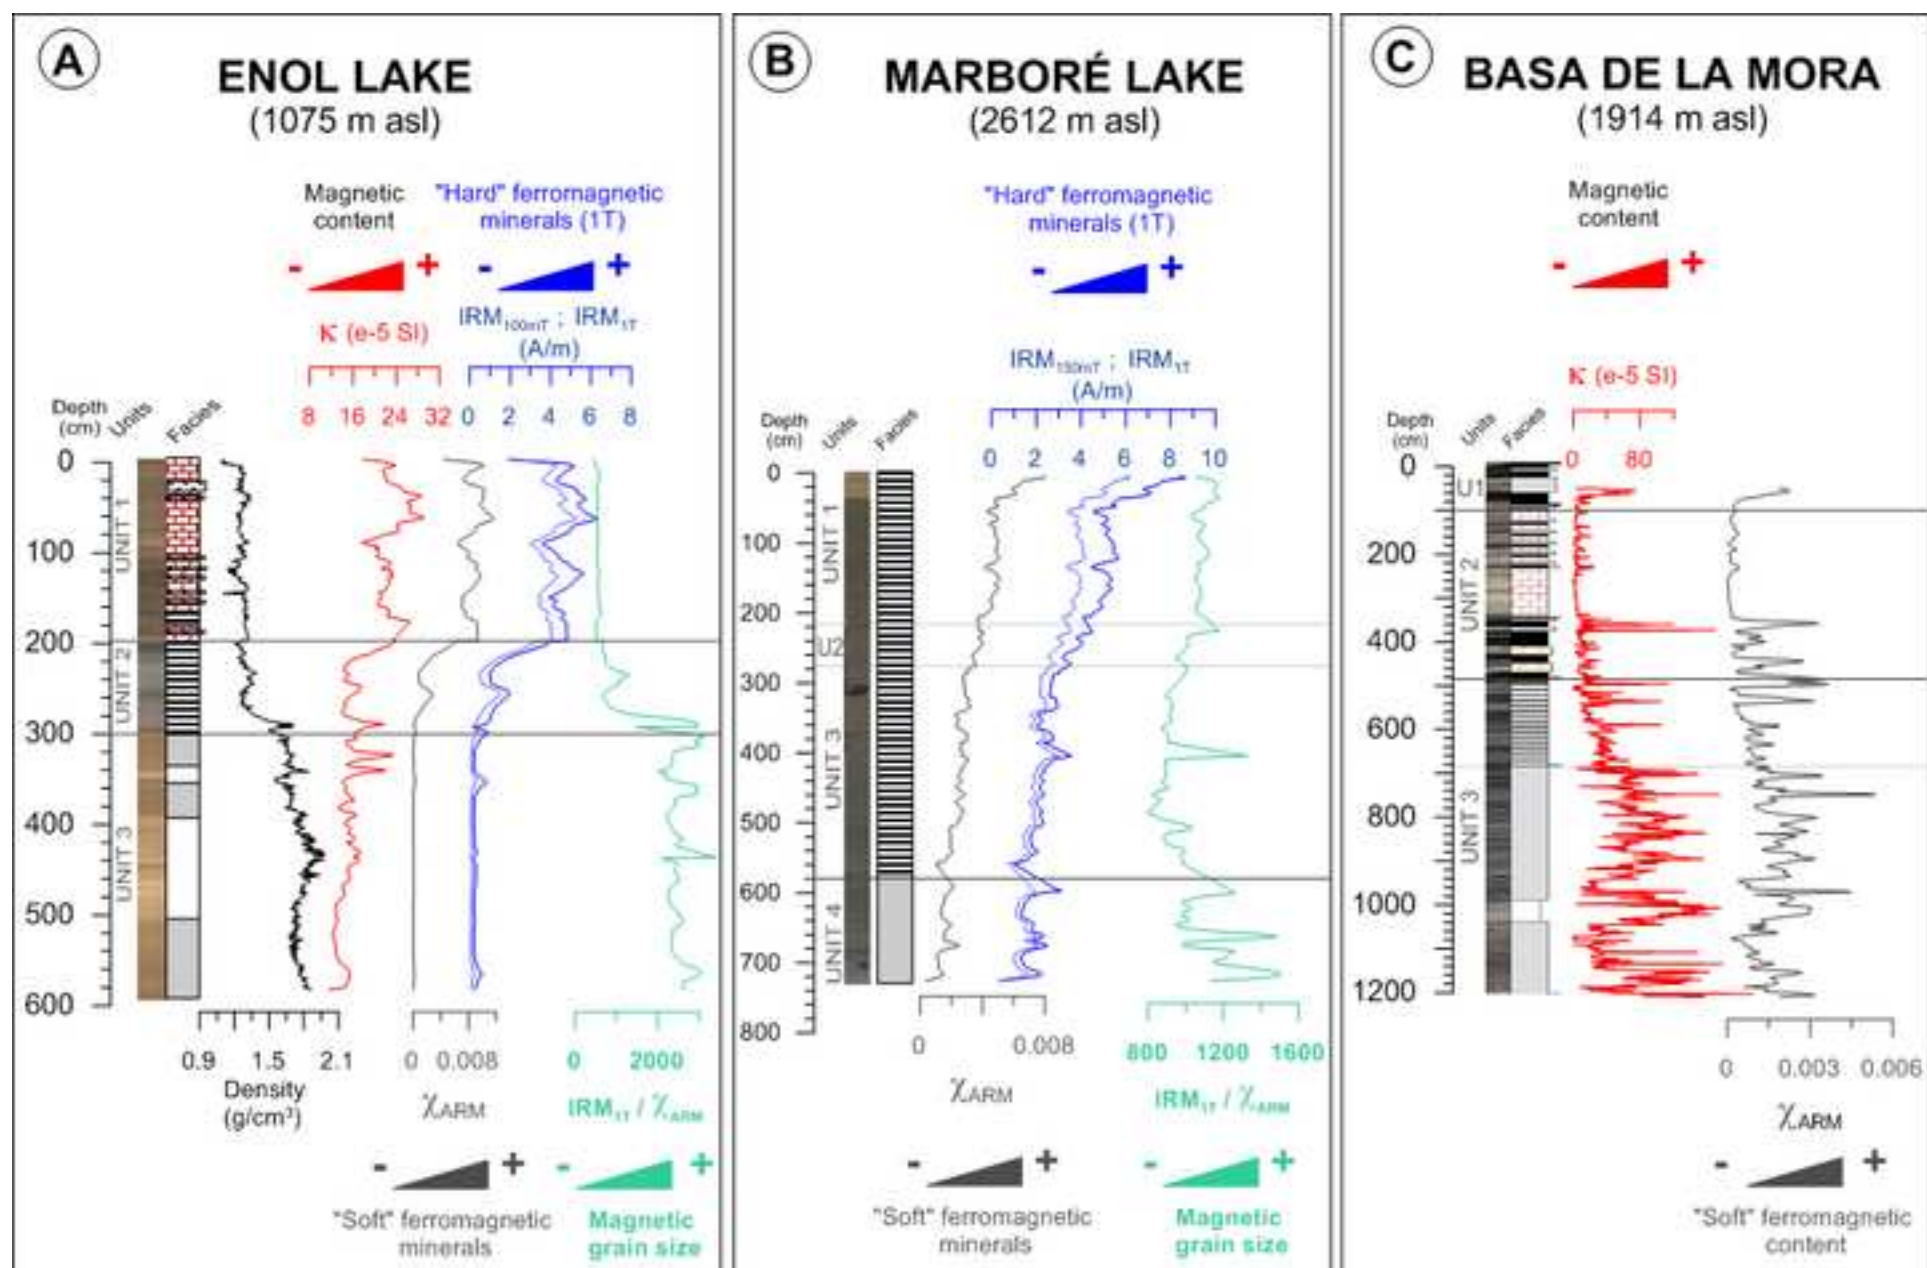 A
ENOL LAKE
(1075 m asl)
Magnetic
content
"Hard" ferromagnetic
minerals (1T)
- +
- +
κ (e-5 SI)
IRM100mT ; IRM1T
(A/m)
8 16 24 32
0 2 4 6 8
Depth
(cm)
Units
Facies
0
100
200
300
400
500
600
UNIT 1
UNIT 2
UNIT 3
0.9 1.5 2.1
Density
(g/cm³)
0 0.008
χARM
0 2000
IRM1T / χARM
- +
- +
"Soft" ferromagnetic
minerals
Magnetic
grain size
B
MARBORÉ LAKE
(2612 m asl)
"Hard" ferromagnetic
minerals (1T)
- +
IRM150mT ; IRM1T
(A/m)
0 2 4 6 8 10
Depth
(cm)
Units
Facies
0
100
200
300
400
500
600
700
800
UNIT 1
U2
UNIT 3
UNIT 4
0 0.008
χARM
800 1200 1600
IRM1T / χARM
- +
- +
"Soft" ferromagnetic
minerals
Magnetic
grain size
C
BASA DE LA MORA
(1914 m asl)
Magnetic
content
- +
κ (e-5 SI)
0 80
Depth
(cm)
Units
Facies
0
200
400
600
800
1000
1200
U1
UNIT 2
UNIT 3
0 0.003 0.006
χARM
- +
"Soft" ferromagnetic
content